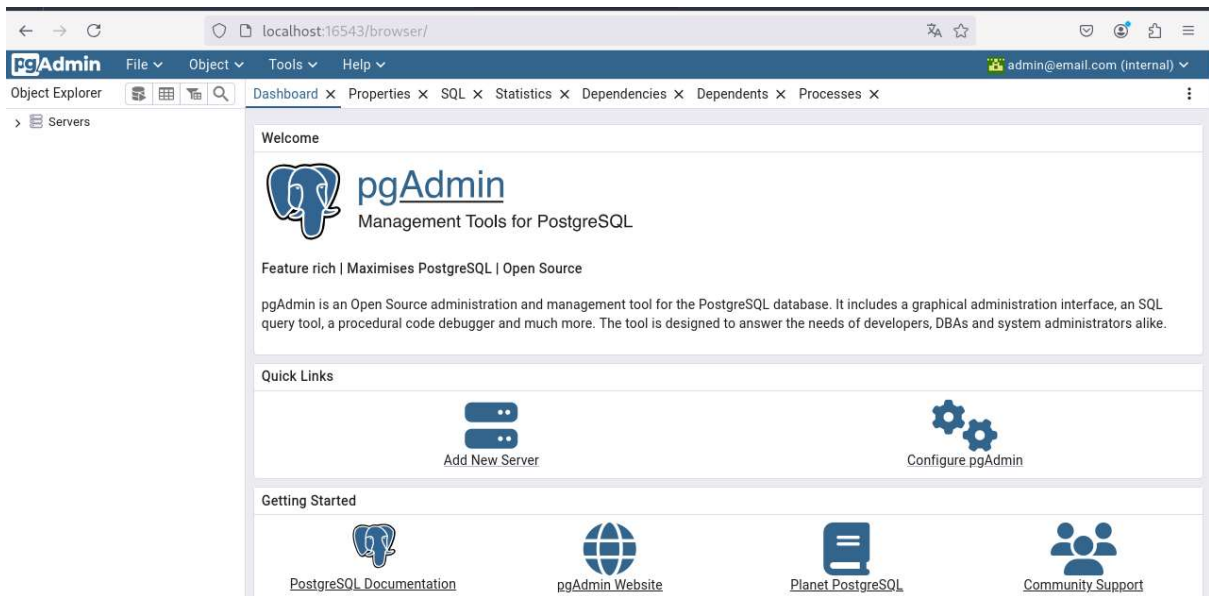 localhost:16543/browser/
pgAdmin File Object Tools Help admin@email.com (internal)
Object Explorer Dashboard Properties SQL Statistics Dependencies Dependents Processes
Servers
Welcome
pgAdmin
Management Tools for PostgreSQL
Feature rich | Maximises PostgreSQL | Open Source
pgAdmin is an Open Source administration and management tool for the PostgreSQL database. It includes a graphical administration interface, an SQL
query tool, a procedural code debugger and much more. The tool is designed to answer the needs of developers, DBAs and system administrators alike.
Quick Links
Add New Server Configure pgAdmin
Getting Started
PostgreSQL Documentation pgAdmin Website Planet PostgreSQL Community Support